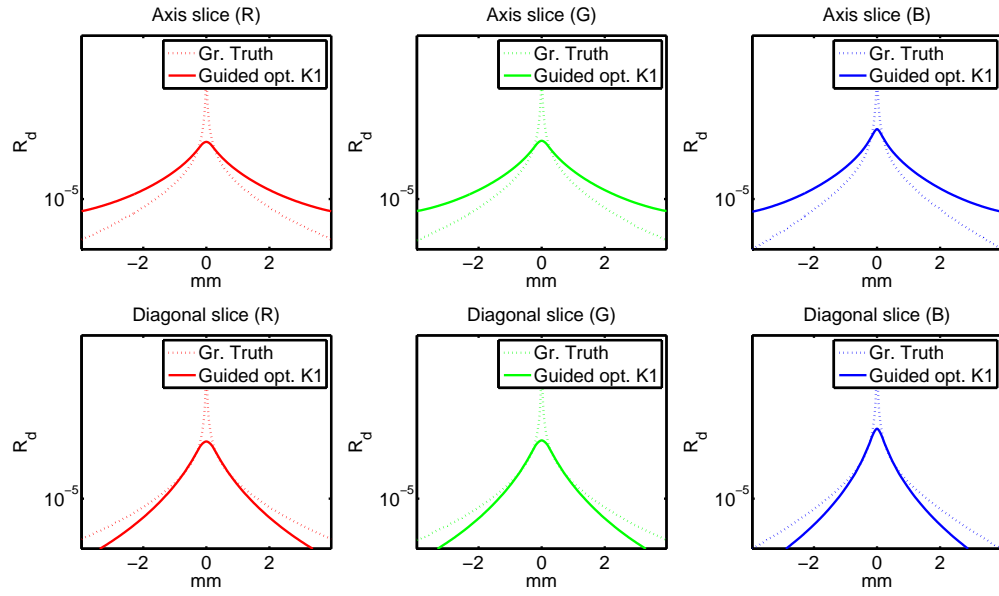 Axis slice (R)
Gr. Truth
Guided opt. K1
R_d
10^-5
−2
0
2
mm
Axis slice (G)
Gr. Truth
Guided opt. K1
R_d
10^-5
−2
0
2
mm
Axis slice (B)
Gr. Truth
Guided opt. K1
R_d
10^-5
−2
0
2
mm
Diagonal slice (R)
Gr. Truth
Guided opt. K1
R_d
10^-5
−2
0
2
mm
Diagonal slice (G)
Gr. Truth
Guided opt. K1
R_d
10^-5
−2
0
2
mm
Diagonal slice (B)
Gr. Truth
Guided opt. K1
R_d
10^-5
−2
0
2
mm